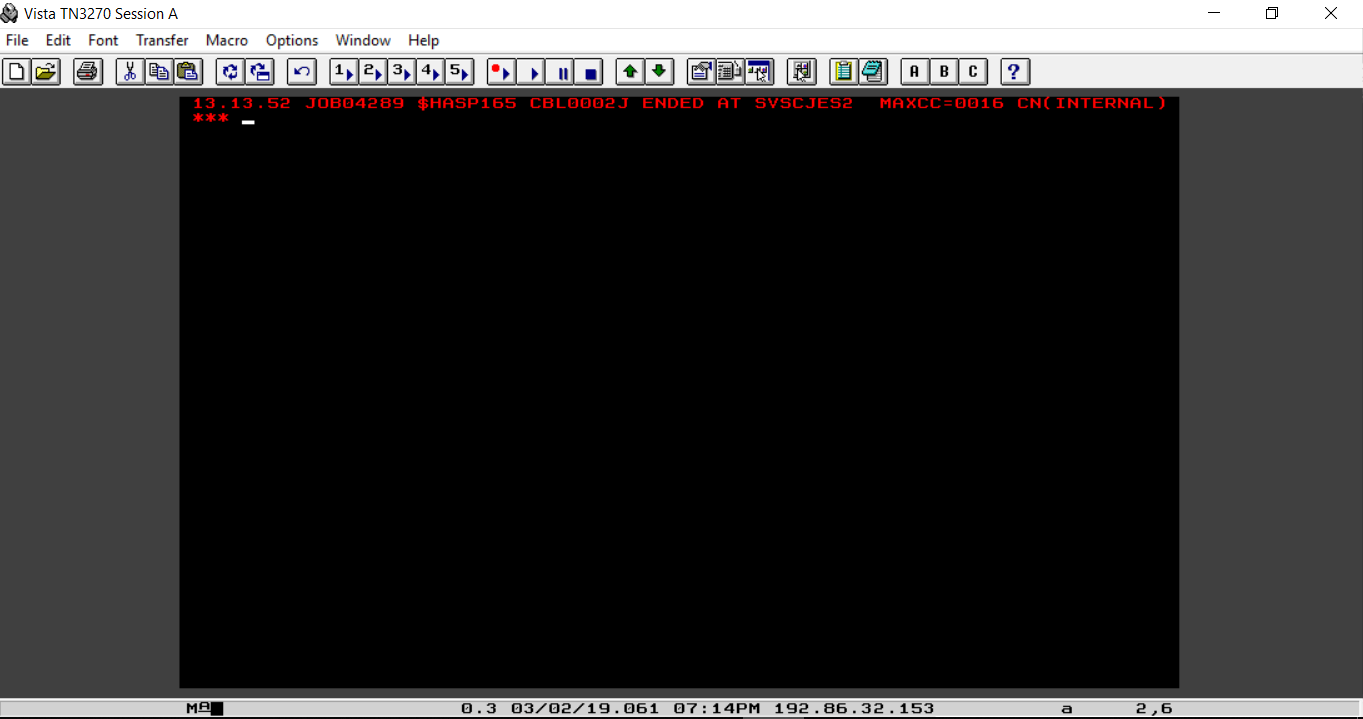 Vista TN3270 Session A
File Edit Font Transfer Macro Options Window Help
1 2 3 4 5 A B C ?
13.13.52 JOB04289 $HASP165 CBL0002J ENDED AT SVSCJES2 MAXCC=0016 CN(INTERNAL)
***
MA 0.3 03/02/19.061 07:14PM 192.86.32.153 a 2,6